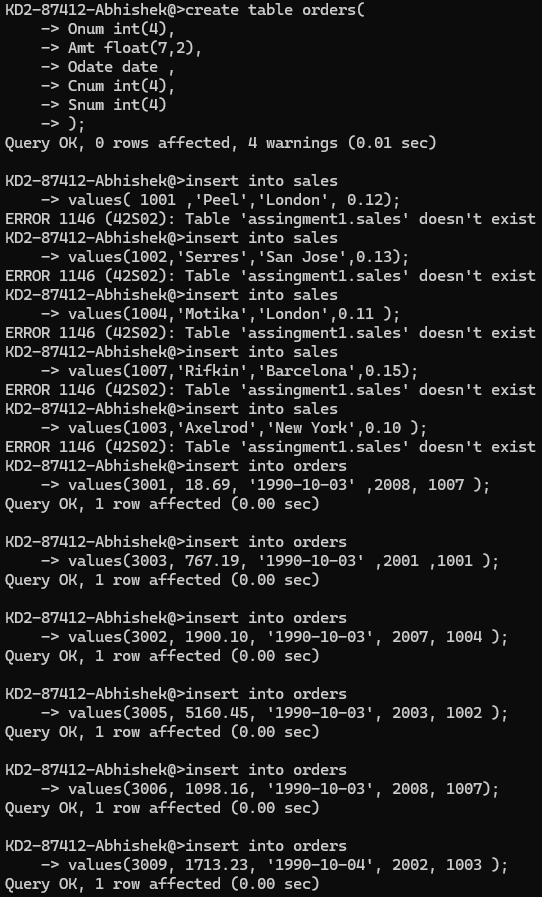 KD2-87412-Abhishek@>create table orders(
    -> Onum int(4),
    -> Amt float(7,2),
    -> Odate date ,
    -> Cnum int(4),
    -> Snum int(4)
    -> );
Query OK, 0 rows affected, 4 warnings (0.01 sec)

KD2-87412-Abhishek@>insert into sales
    -> values( 1001 ,'Peel','London', 0.12);
ERROR 1146 (42S02): Table 'assingment1.sales' doesn't exist
KD2-87412-Abhishek@>insert into sales
    -> values(1002,'Serres','San Jose',0.13);
ERROR 1146 (42S02): Table 'assingment1.sales' doesn't exist
KD2-87412-Abhishek@>insert into sales
    -> values(1004,'Motika','London',0.11 );
ERROR 1146 (42S02): Table 'assingment1.sales' doesn't exist
KD2-87412-Abhishek@>insert into sales
    -> values(1007,'Rifkin','Barcelona',0.15);
ERROR 1146 (42S02): Table 'assingment1.sales' doesn't exist
KD2-87412-Abhishek@>insert into sales
    -> values(1003,'Axelrod','New York',0.10 );
ERROR 1146 (42S02): Table 'assingment1.sales' doesn't exist
KD2-87412-Abhishek@>insert into orders
    -> values(3001, 18.69, '1990-10-03' ,2008, 1007 );
Query OK, 1 row affected (0.00 sec)

KD2-87412-Abhishek@>insert into orders
    -> values(3003, 767.19, '1990-10-03' ,2001 ,1001 );
Query OK, 1 row affected (0.00 sec)

KD2-87412-Abhishek@>insert into orders
    -> values(3002, 1900.10, '1990-10-03', 2007, 1004 );
Query OK, 1 row affected (0.00 sec)

KD2-87412-Abhishek@>insert into orders
    -> values(3005, 5160.45, '1990-10-03', 2003, 1002 );
Query OK, 1 row affected (0.00 sec)

KD2-87412-Abhishek@>insert into orders
    -> values(3006, 1098.16, '1990-10-03', 2008, 1007);
Query OK, 1 row affected (0.00 sec)

KD2-87412-Abhishek@>insert into orders
    -> values(3009, 1713.23, '1990-10-04', 2002, 1003 );
Query OK, 1 row affected (0.00 sec)